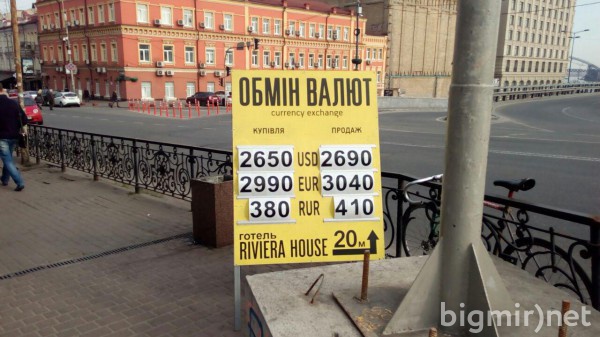 ОБМІН ВАЛЮТ
currency exchange
КУПІВЛЯ ПРОДАЖ
2650 USD 2690
2990 EUR 3040
380 RUR 410
готель
RIVIERA HOUSE 20м
bigmir)net